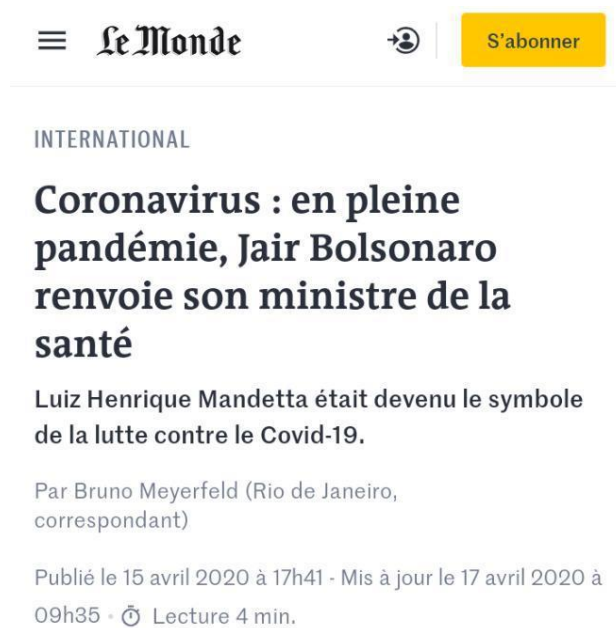 Le Monde
S'abonner
INTERNATIONAL
Coronavirus : en pleine
pandémie, Jair Bolsonaro
renvoie son ministre de la
santé
Luiz Henrique Mandetta était devenu le symbole
de la lutte contre le Covid-19.
Par Bruno Meyerfeld (Rio de Janeiro,
correspondant)
Publié le 15 avril 2020 à 17h41 - Mis à jour le 17 avril 2020 à
09h35 · Lecture 4 min.